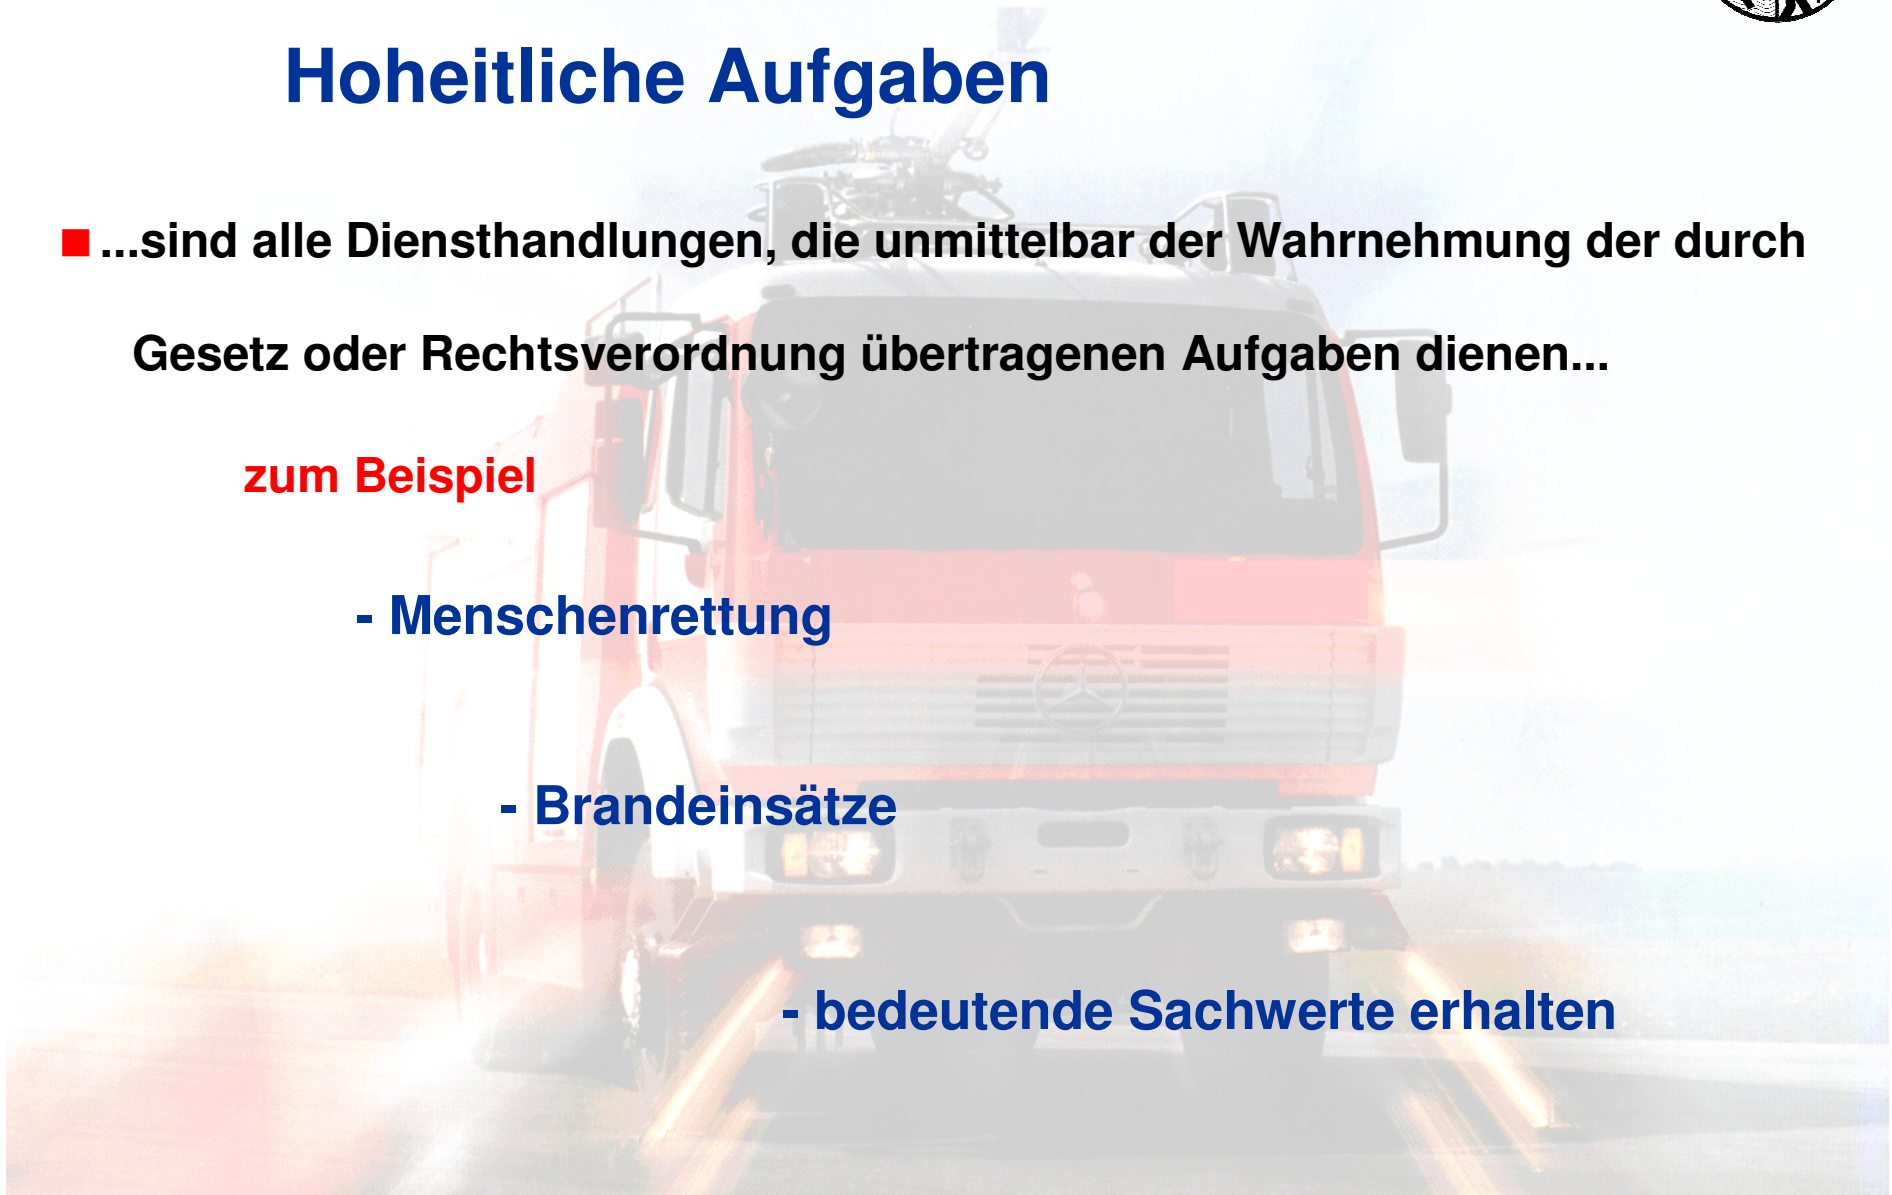 Hoheitliche Aufgaben
...sind alle Diensthandlungen, die unmittelbar der Wahrnehmung der durch
Gesetz oder Rechtsverordnung übertragenen Aufgaben dienen...
zum Beispiel
- Menschenrettung
- Brandeinsätze
- bedeutende Sachwerte erhalten